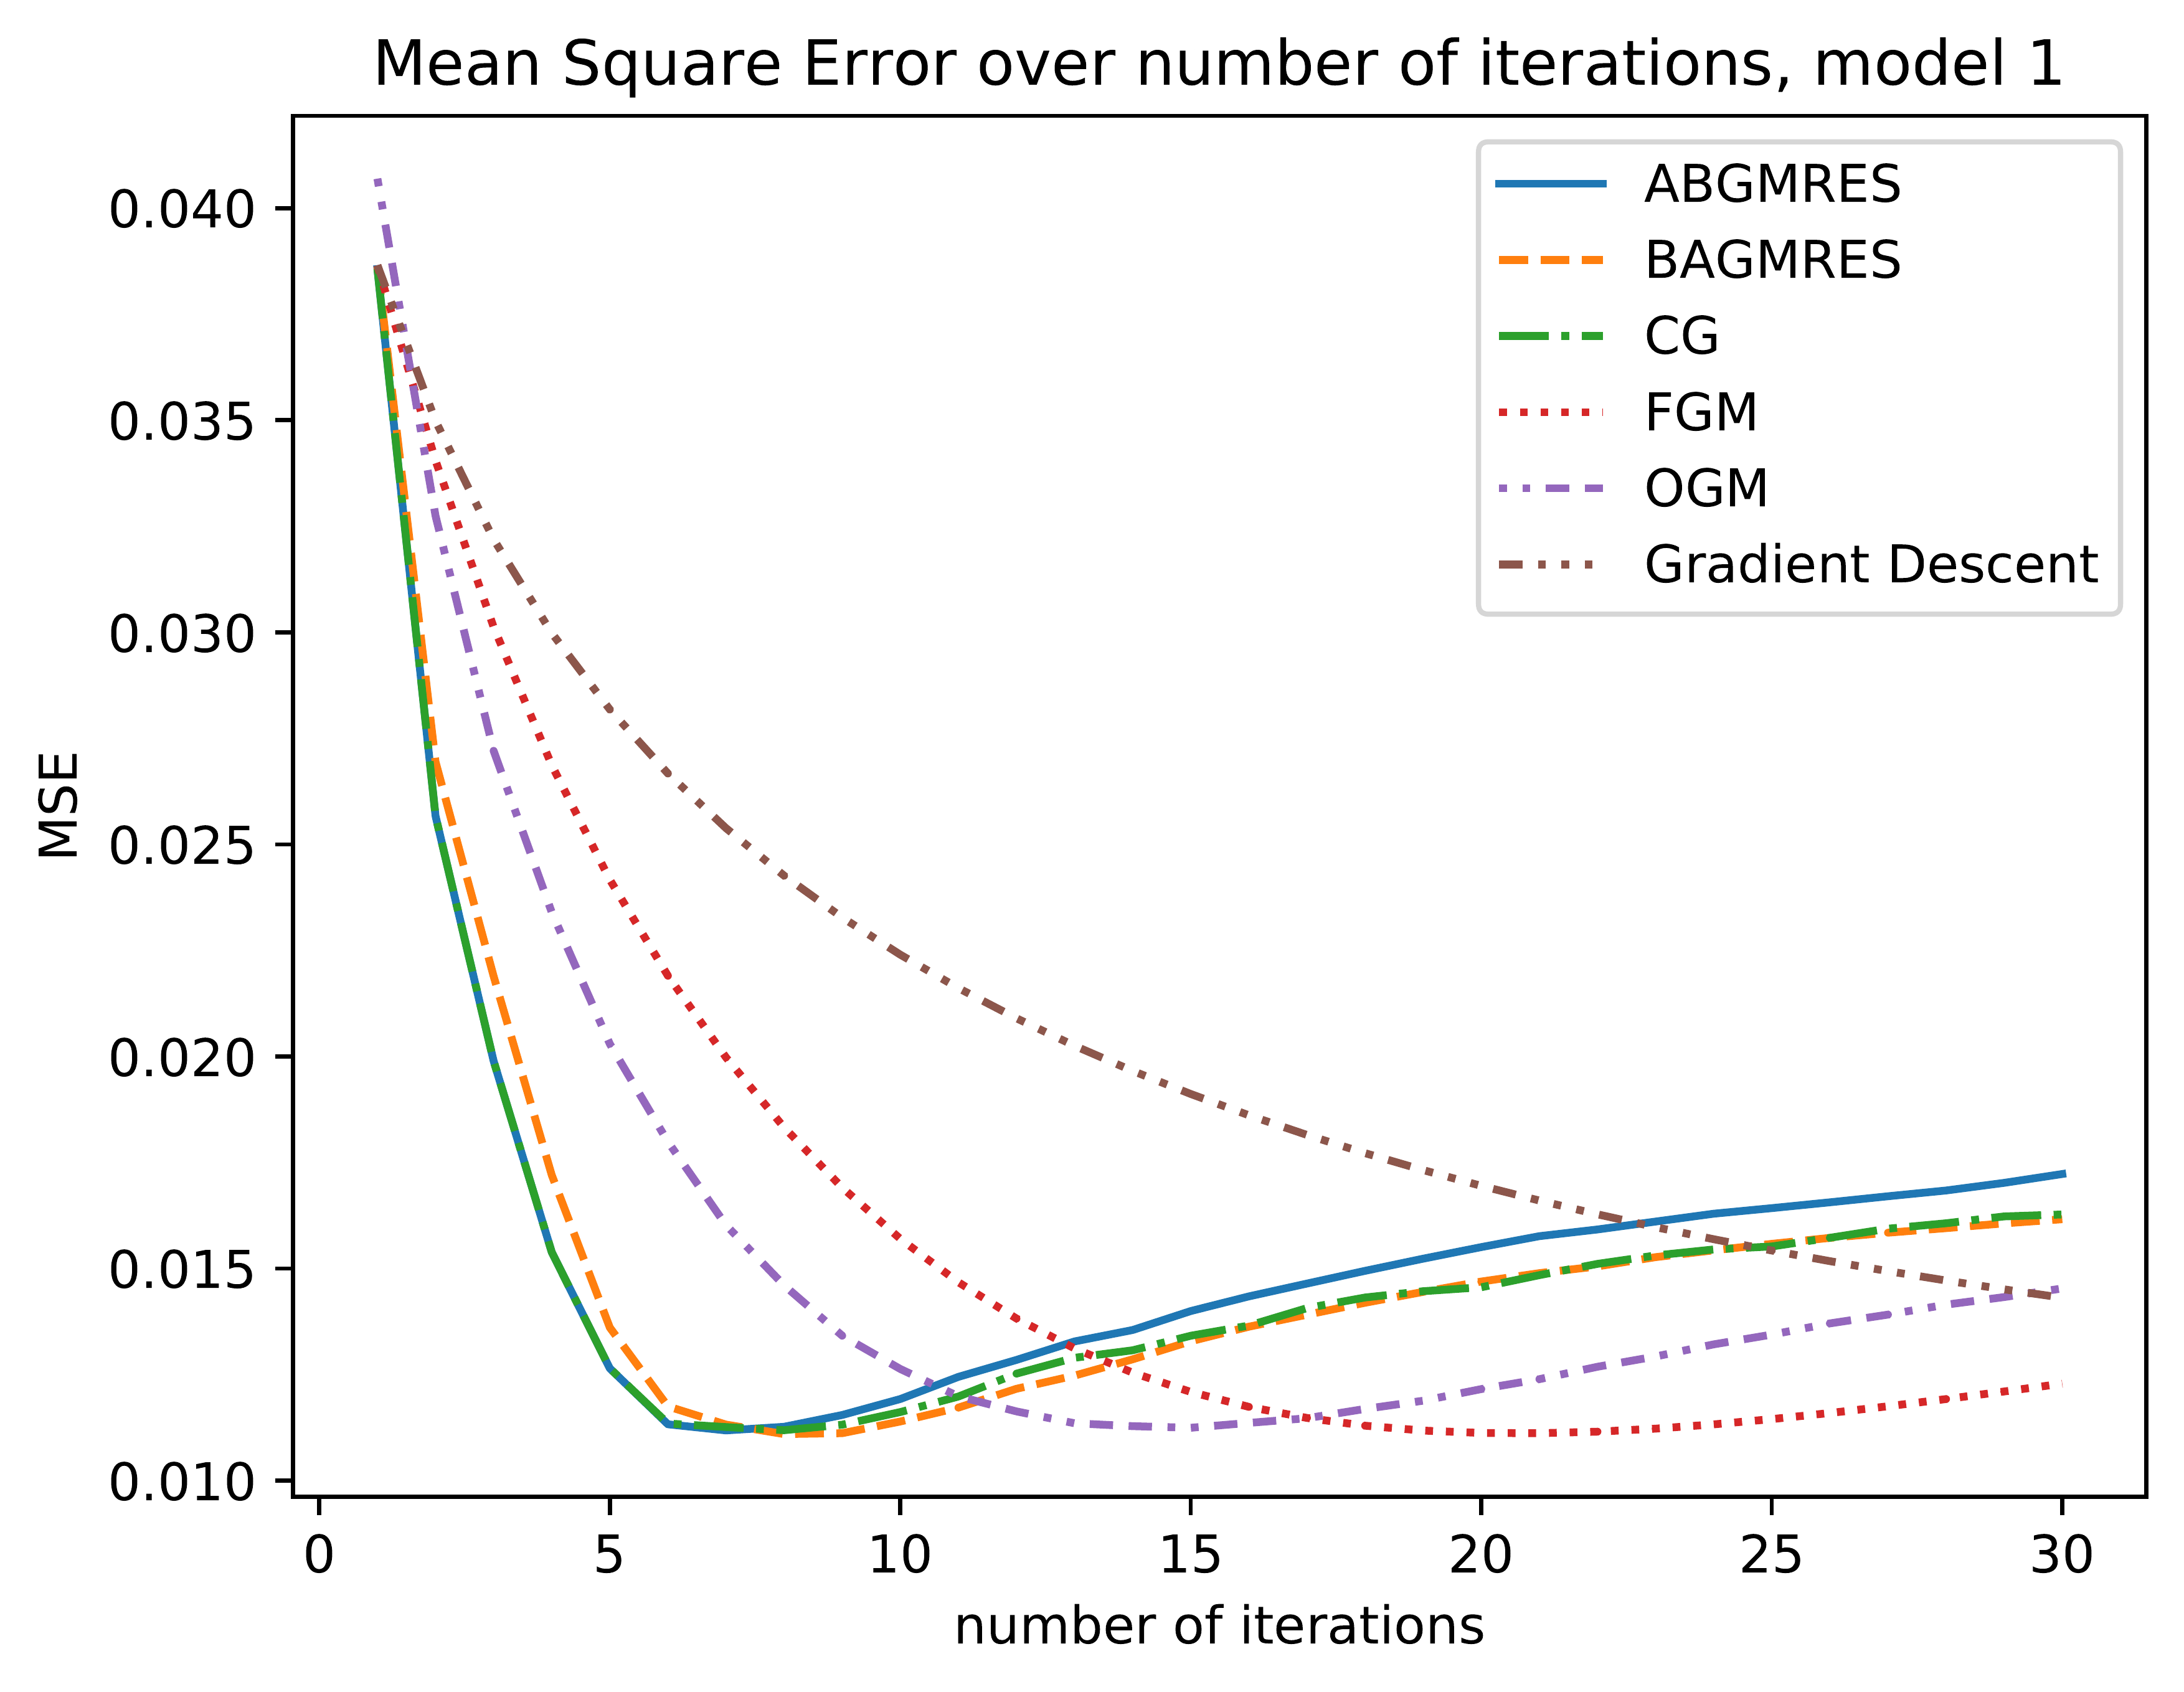 Mean Square Error over number of iterations, model 1
ABGMRES
BAGMRES
CG
FGM
OGM
Gradient Descent
0.040
0.035
0.030
0.025
0.020
0.015
0.010
MSE
0 5 10 15 20 25 30
number of iterations